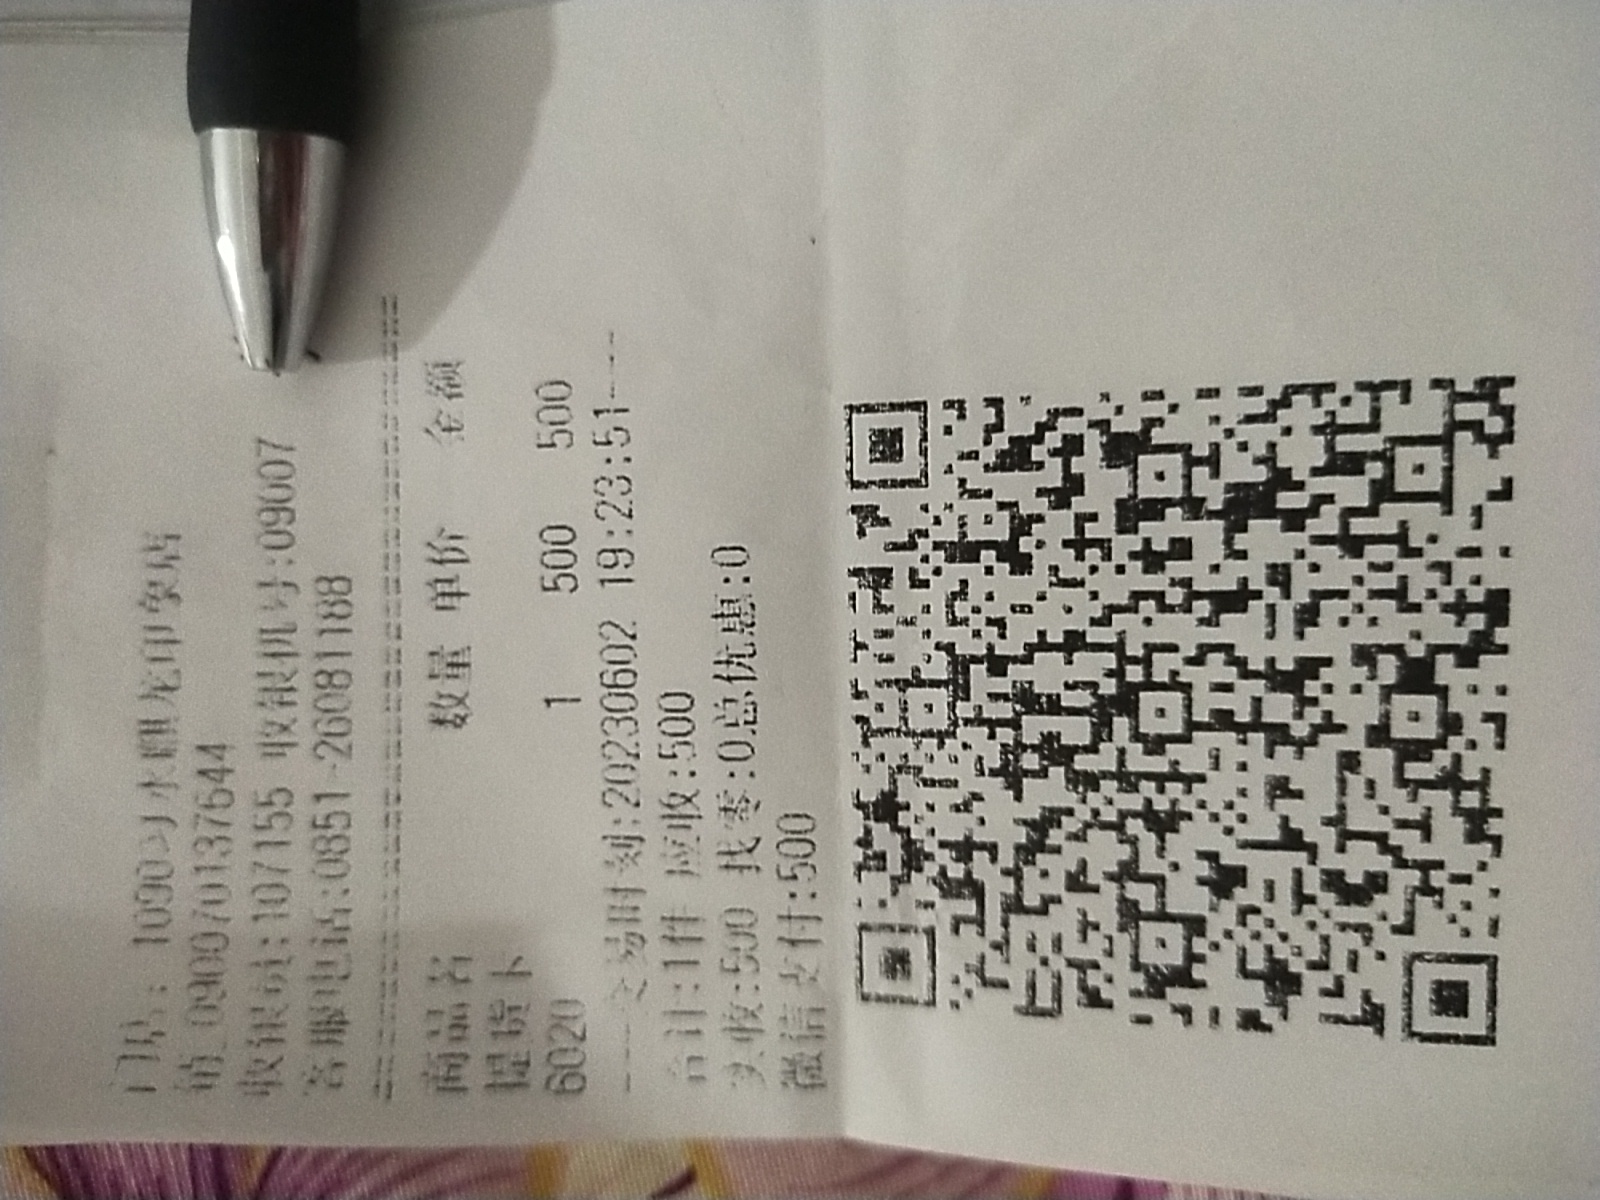 门店: 1090习水麒龙印象店
销_0900701137644
收银员:107155 收银机号:09007
客服电话:0851-26081188
==========================
商品名 数量 单价 金额
提货卡
6020 1 500 500
----交易时刻:20230602 19:23:51----
合计:1件 应收:500
实收:500 找零:0总优惠:0
微信支付:500